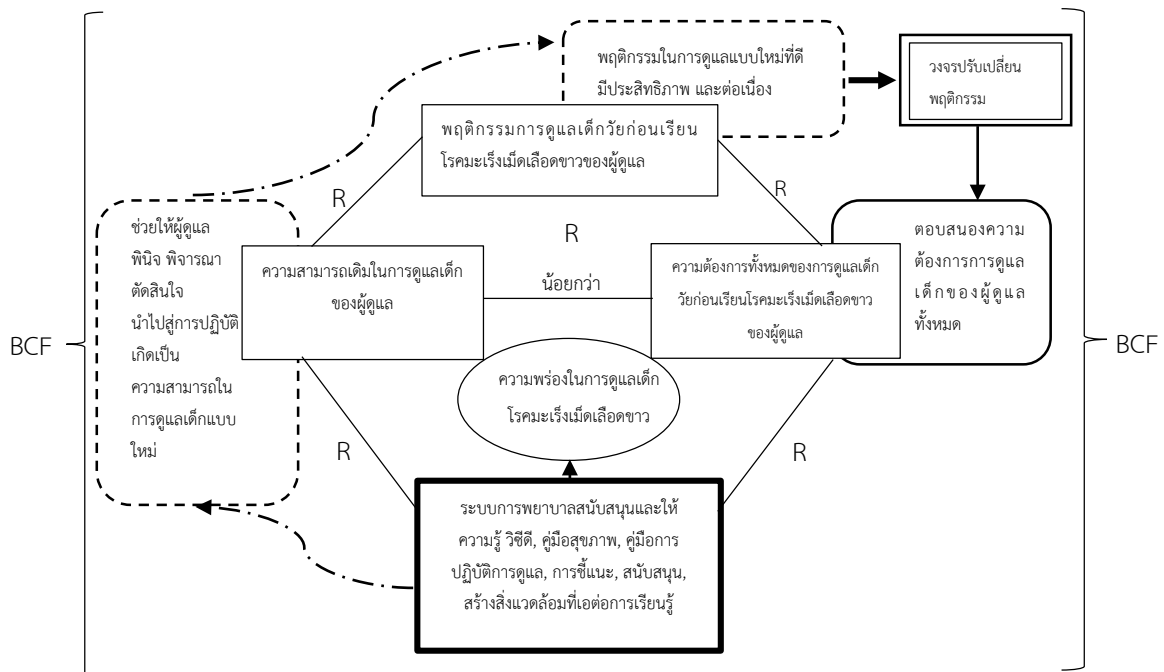 พฤติกรรมในการดูแลแบบใหม่ที่ดี
มีประสิทธิภาพ และต่อเนื่อง
วงจรปรับเปลี่ยน
พฤติกรรม
พฤติกรรมการดูแลเด็กวัยก่อนเรียน
โรคมะเร็งเม็ดเลือดขาวของผู้ดูแล
R
R
R
ช่วยให้ผู้ดูแล
พินิจ พิจารณา
ตัดสินใจ
นำไปสู่การปฏิบัติ
เกิดเป็น
ความสามารถใน
การดูแลเด็กแบบ
ใหม่
ความสามารถเดิมในการดูแลเด็ก
ของผู้ดูแล
น้อยกว่า
ความต้องการทั้งหมดของการดูแลเด็ก
วัยก่อนเรียนโรคมะเร็งเม็ดเลือดขาว
ของผู้ดูแล
ตอบสนองความ
ต้องการการดูแล
เด็กของผู้ดูแล
ทั้งหมด
BCF
BCF
ความพร่องในการดูแลเด็ก
โรคมะเร็งเม็ดเลือดขาว
R
R
ระบบการพยาบาลสนับสนุนและให้
ความรู้ วิซีดี, คู่มือสุขภาพ, คู่มือการ
ปฏิบัติการดูแล, การชี้แนะ, สนับสนุน,
สร้างสิ่งแวดล้อมที่เอต่อการเรียนรู้